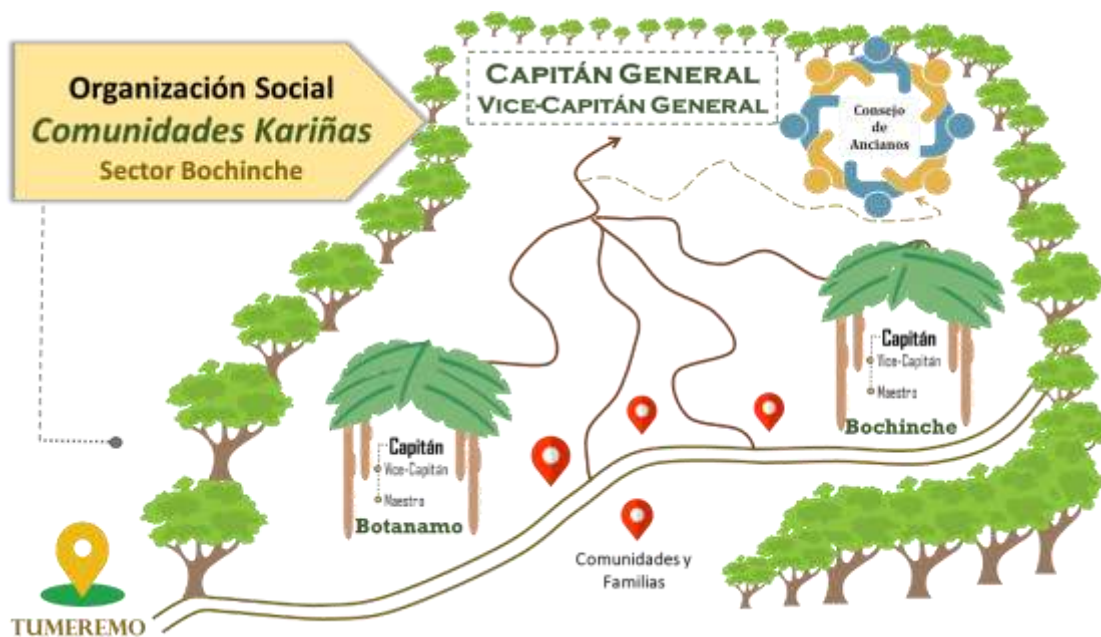 Organización Social
Comunidades Kariñas
Sector Bochinche
CAPITÁN GENERAL
VICE-CAPITÁN GENERAL
Consejo
de
Ancianos
Capitán
Vice-Capitán
Maestro
Bochinche
Capitán
Vice-Capitán
Maestro
Botanamo
Comunidades y
Familias
TUMEREMO